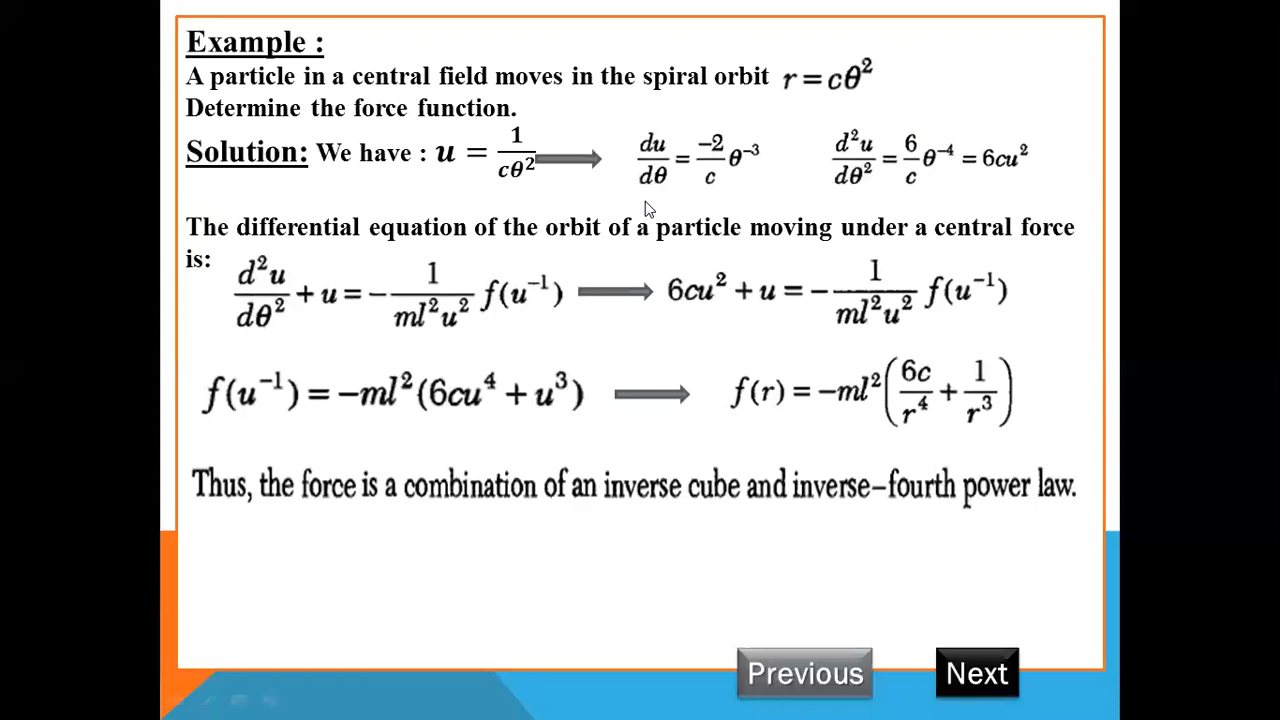 Example :
A particle in a central field moves in the spiral orbit r = cθ²
Determine the force function.
Solution: We have : u = 1/cθ² du/dθ = -2/c θ⁻³ d²u/dθ² = 6/c θ⁻⁴ = 6cu²
The differential equation of the orbit of a particle moving under a central force
is:
d²u/dθ² + u = - 1/ml²u² f(u⁻¹) 6cu² + u = - 1/ml²u² f(u⁻¹)
f(u⁻¹) = -ml²(6cu⁴ + u³) f(r) = -ml²(6c/r⁴ + 1/r³)
Thus, the force is a combination of an inverse cube and inverse–fourth power law.
Previous Next